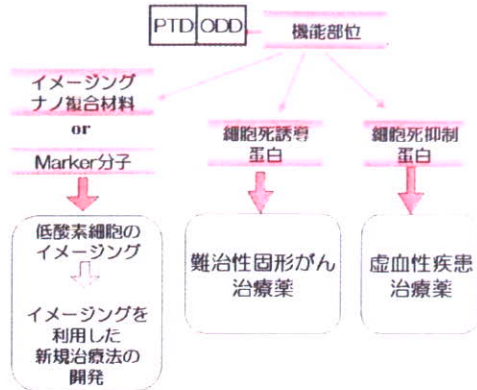 PTD ODD 機能部位
イメージング
ナノ複合材料
or
Marker分子
細胞死誘導
蛋白
細胞死抑制
蛋白
低酸素細胞の
イメージング
イメージングを
利用した
新規治療法の
開発
難治性固形がん
治療薬
虚血性疾患
治療薬